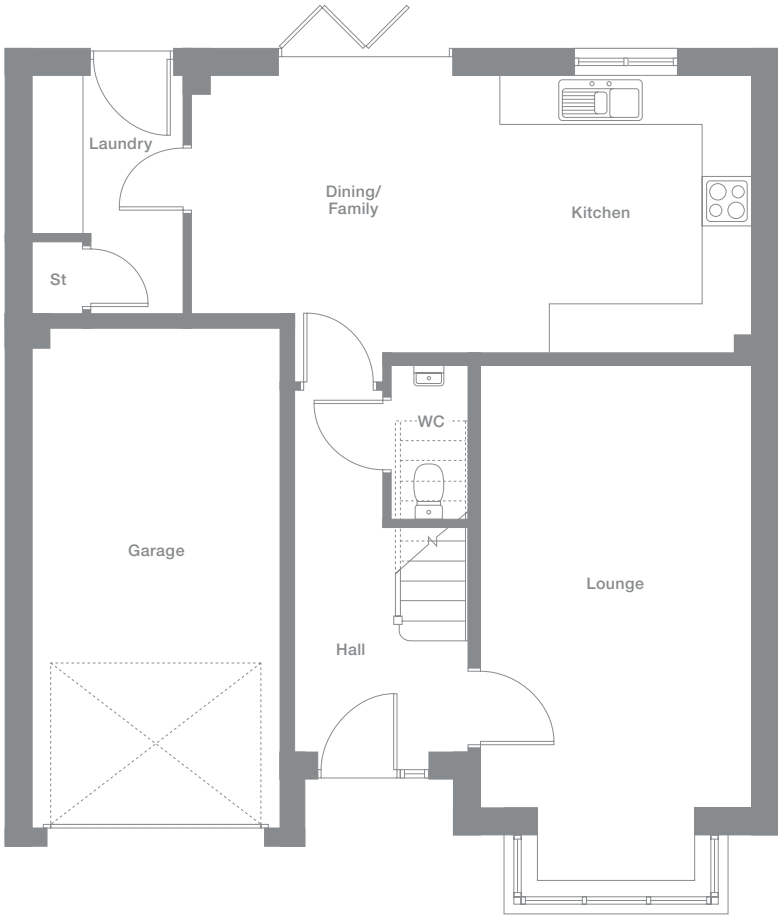 Laundry
Dining/
Family
Kitchen
St
WC
Garage
Lounge
Hall